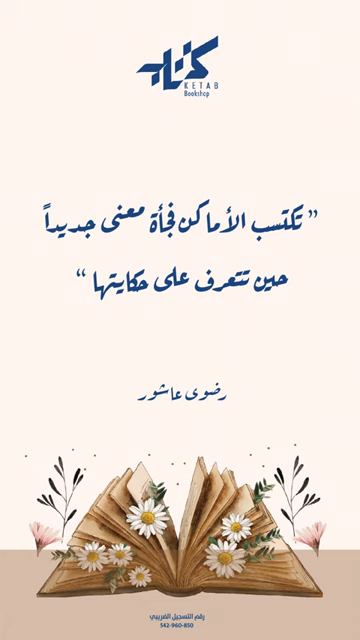 كتاب
KETAB
Bookshop
” تكتسب الأماكن فجأة معنى جديداً
حين تتعرف على حكايتها “
رضوى عاشور
رقم التسجيل الضريبي
542-960-850